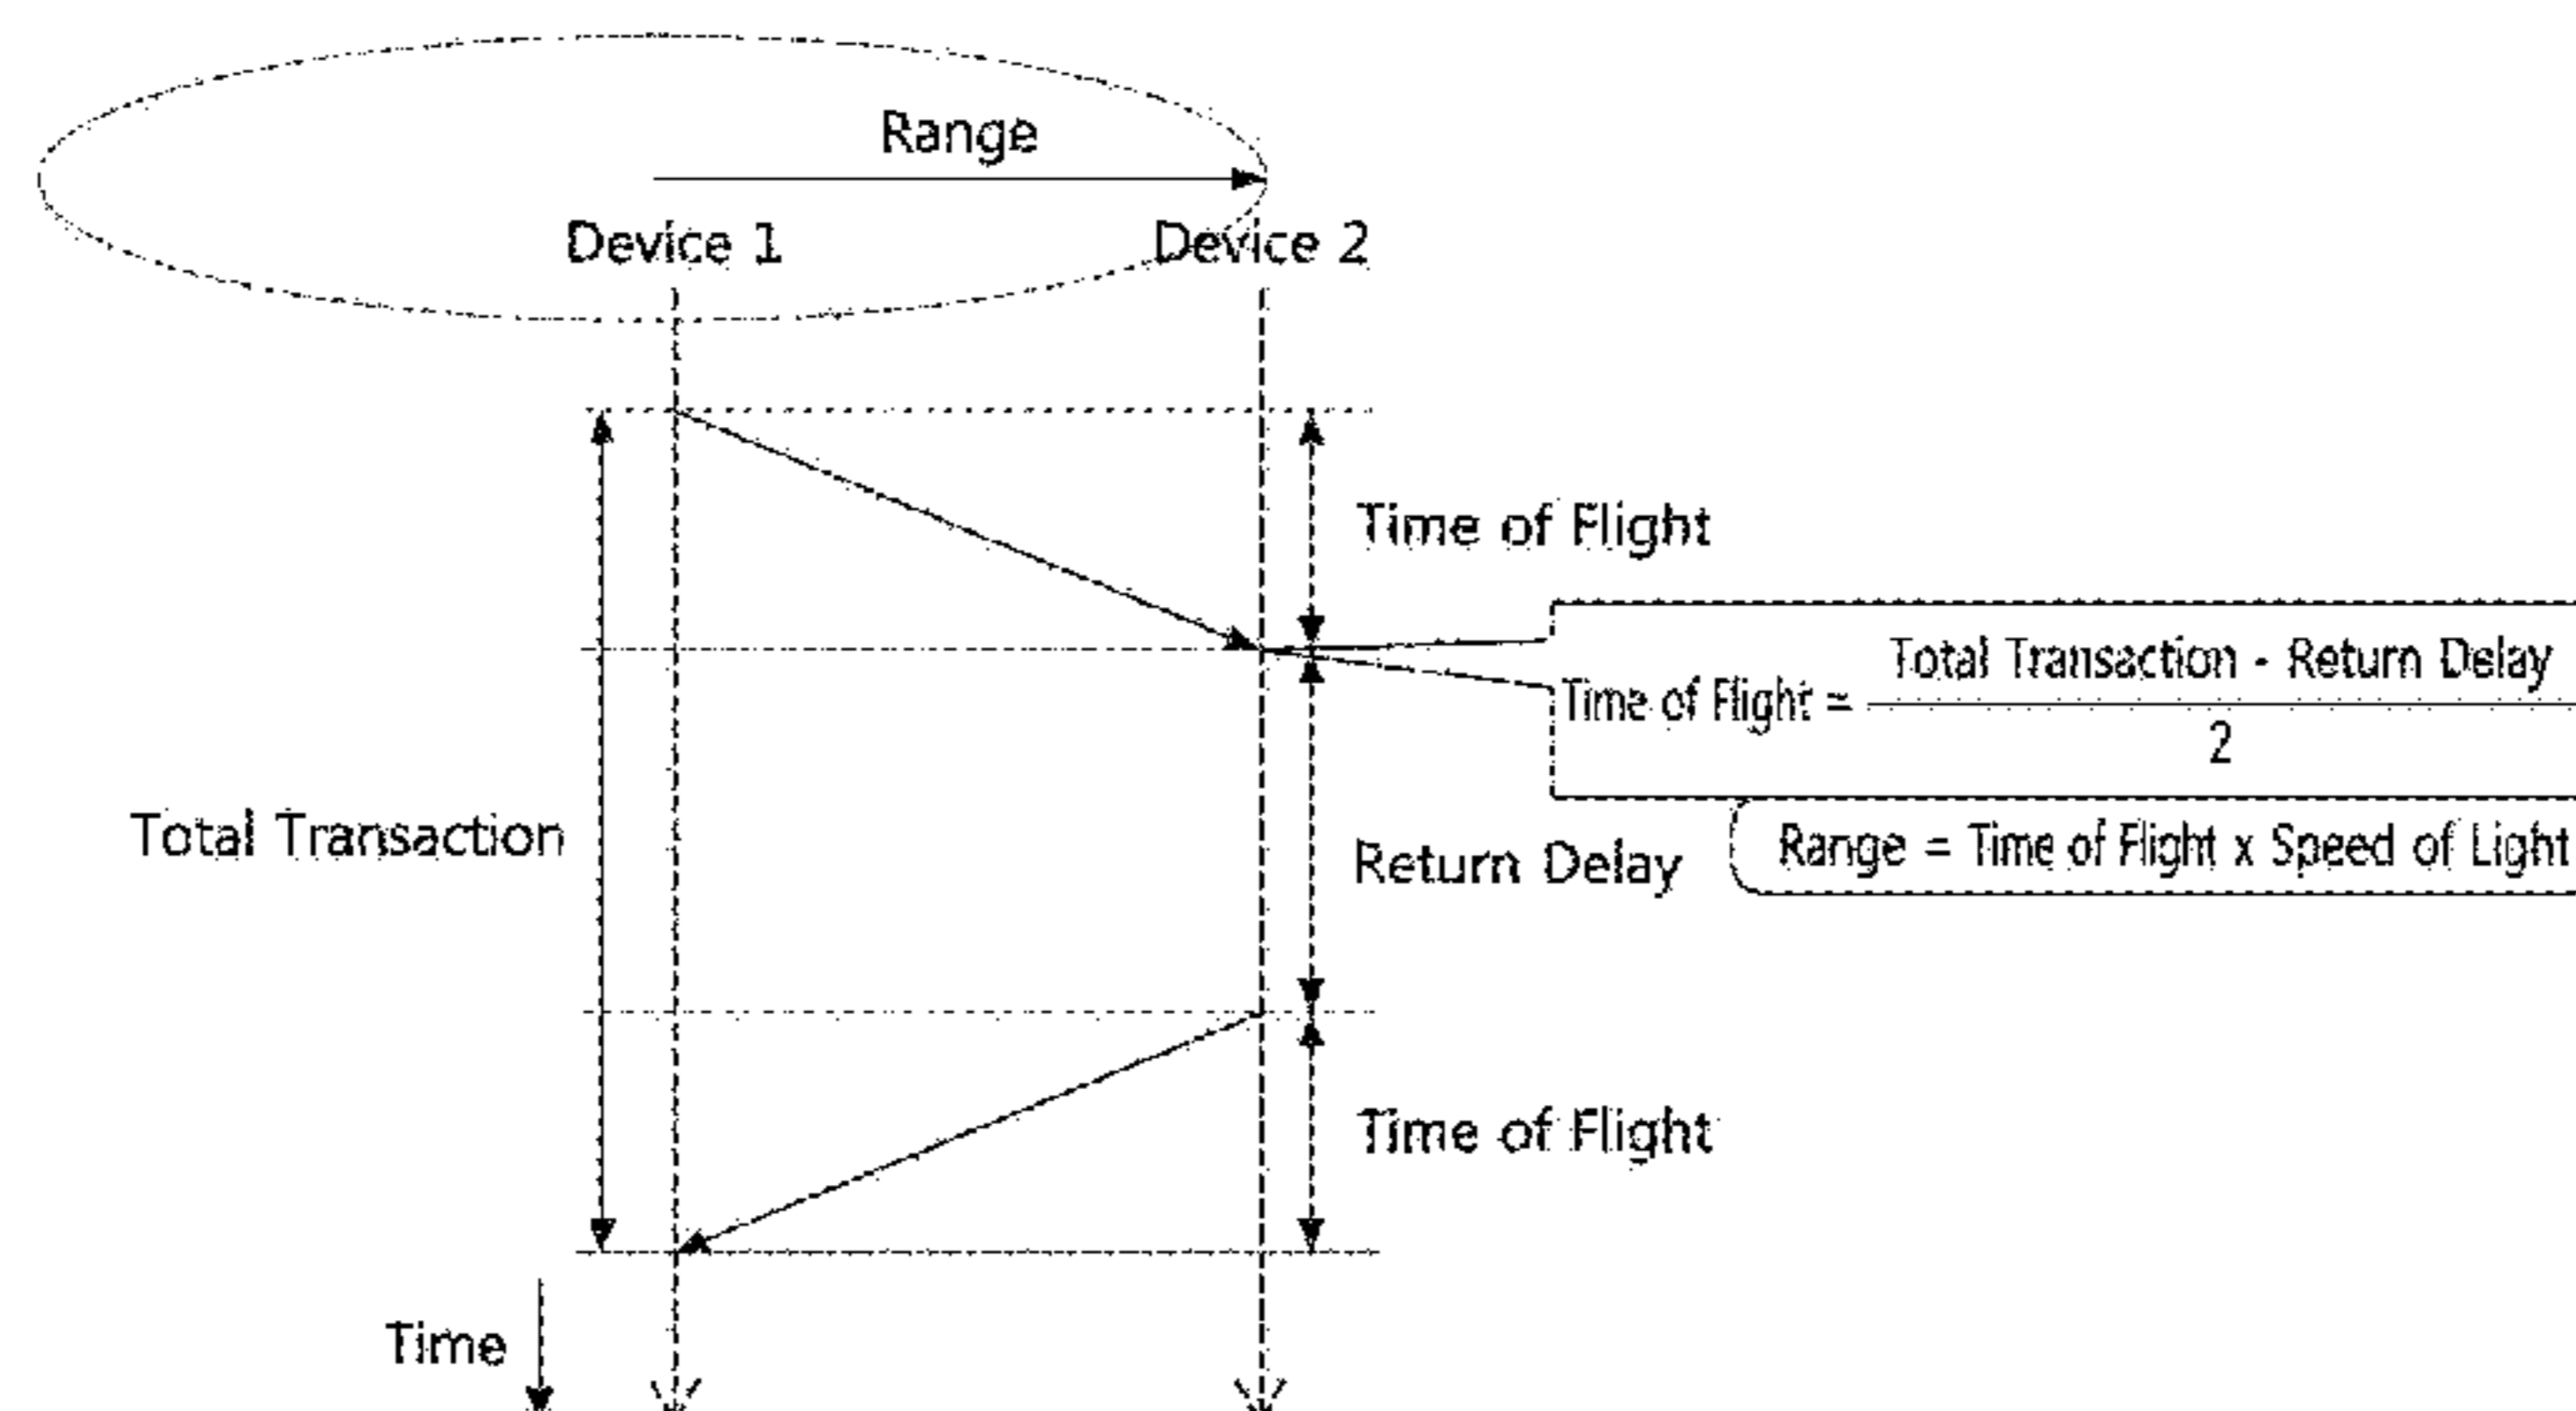 Range
Device 1
Device 2
Time of Flight
Total Transaction - Return Delay
Time of Flight =
2
Total Transaction
Return Delay
Range = Time of Flight x Speed of Light
Time of Flight
Time